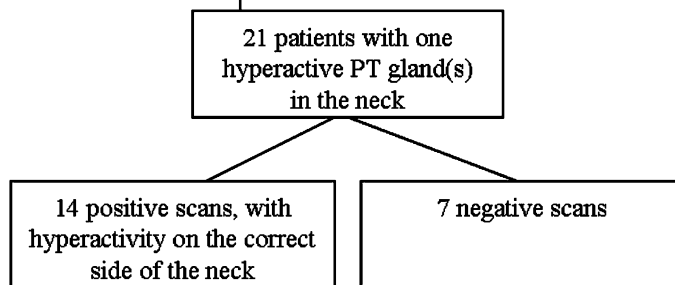 21 patients with one
hyperactive PT gland(s)
in the neck
14 positive scans, with
hyperactivity on the correct
side of the neck
7 negative scans